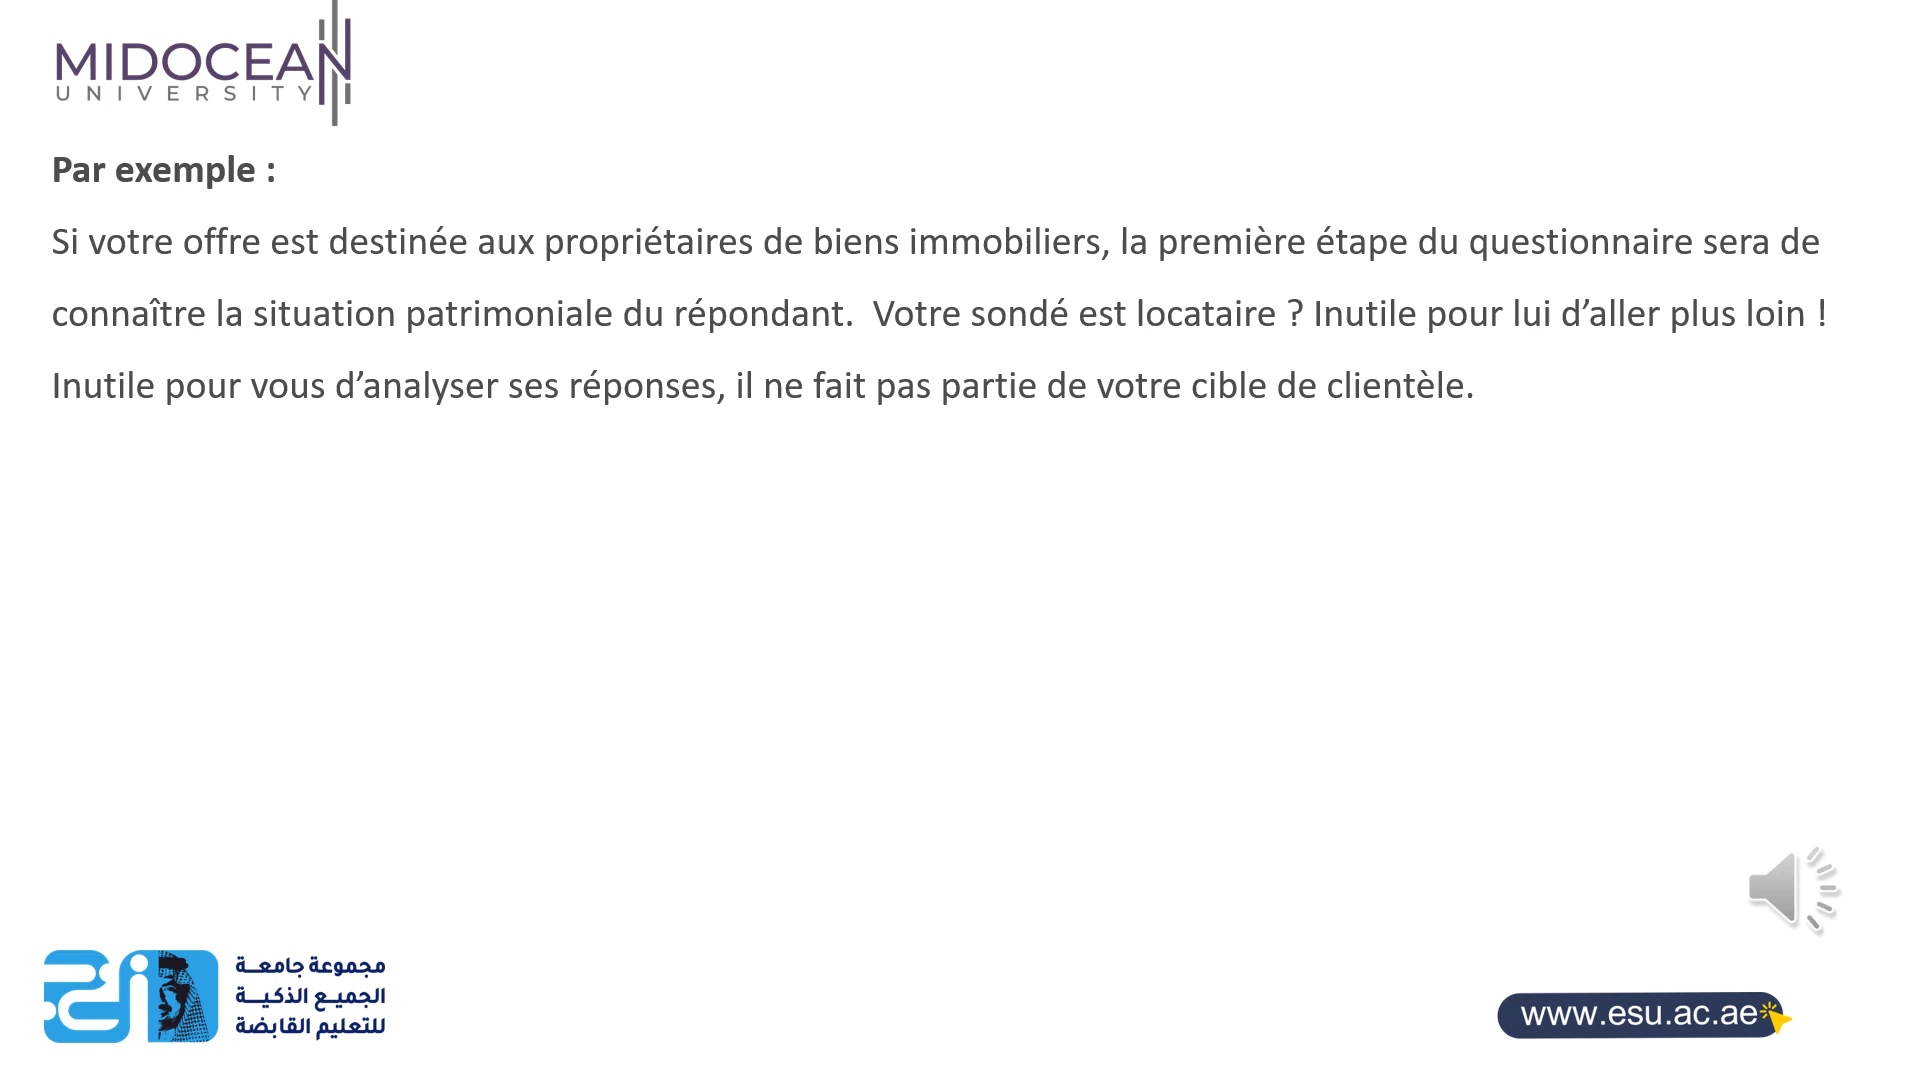 MIDOCEAN
UNIVERSITY
Par exemple :
Si votre offre est destinée aux propriétaires de biens immobiliers, la première étape du questionnaire sera de
connaître la situation patrimoniale du répondant.  Votre sondé est locataire ? Inutile pour lui d’aller plus loin !
Inutile pour vous d’analyser ses réponses, il ne fait pas partie de votre cible de clientèle.
مجموعة جامعـــة
الجميـــع الذكيـــة
للتعليم القابضة
www.esu.ac.ae